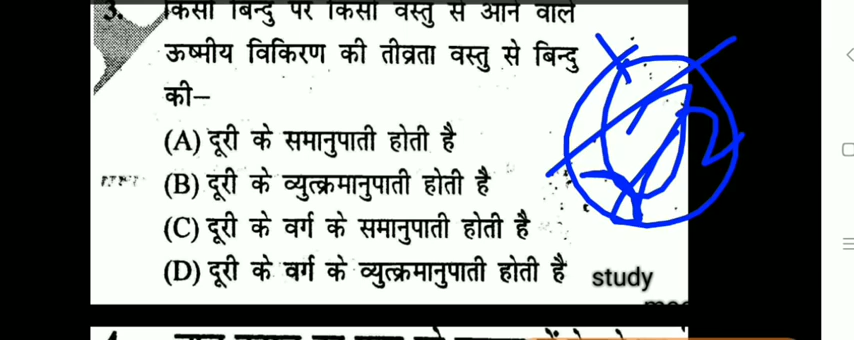 3. किसी बिन्दु पर किसी वस्तु से आने वाले
ऊष्मीय विकिरण की तीव्रता वस्तु से बिन्दु
की–
(A) दूरी के समानुपाती होती है
(B) दूरी के व्युत्क्रमानुपाती होती है
(C) दूरी के वर्ग के समानुपाती होती है
(D) दूरी के वर्ग के व्युत्क्रमानुपाती होती है
study